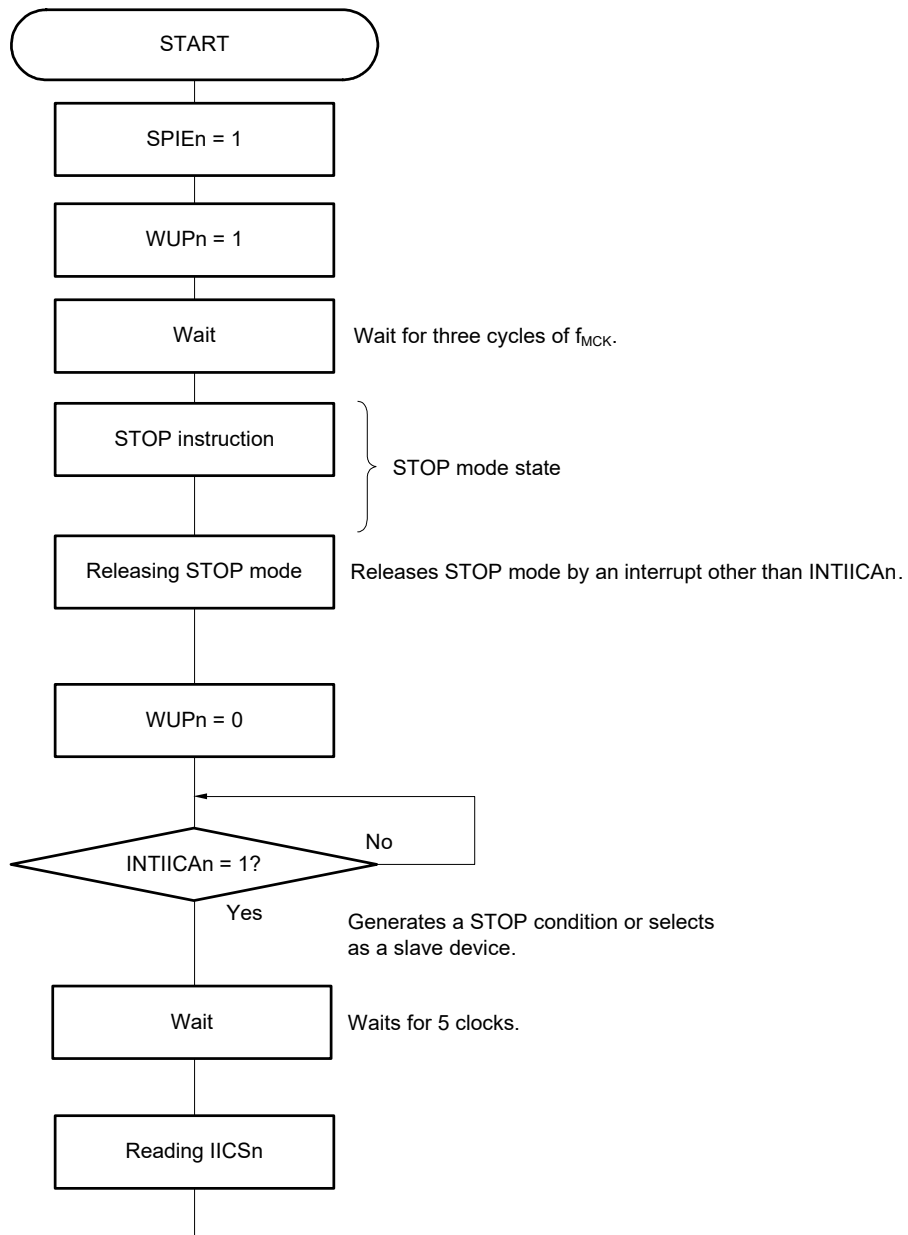 START
SPIEn = 1
WUPn = 1
Wait
Wait for three cycles of fMCK.
STOP instruction
STOP mode state
Releasing STOP mode
Releases STOP mode by an interrupt other than INTIICAn.
WUPn = 0
No
INTIICAn = 1?
Yes
Generates a STOP condition or selects
as a slave device.
Wait
Waits for 5 clocks.
Reading IICSn